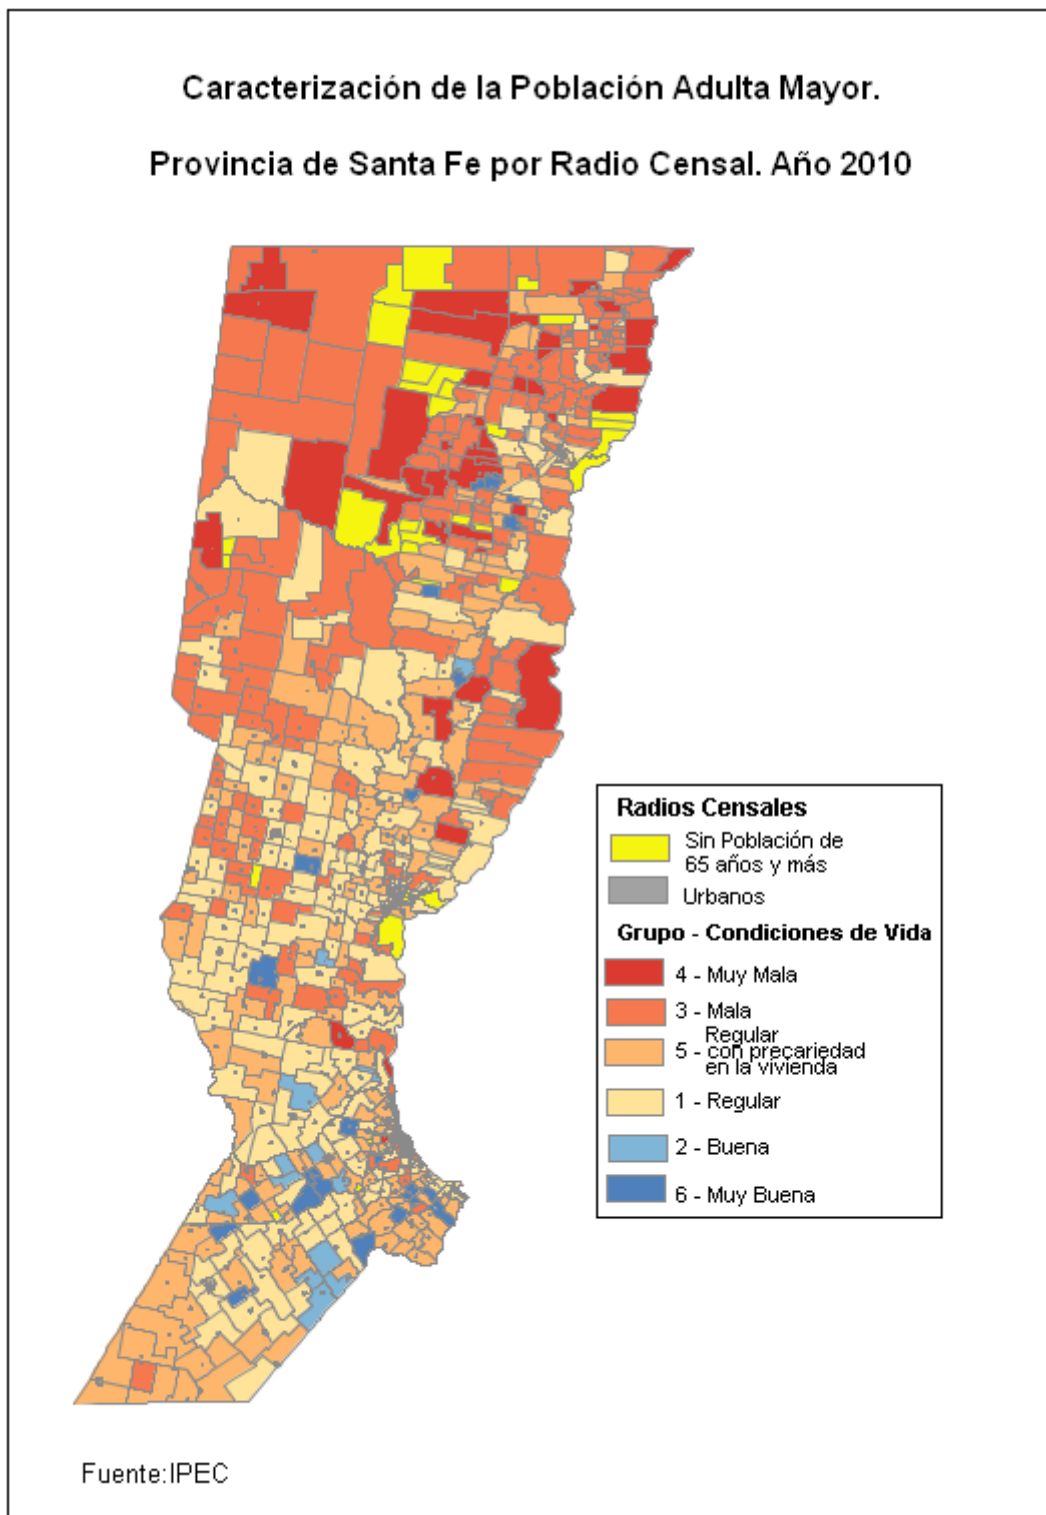 Caracterización de la Población Adulta Mayor.
Provincia de Santa Fe por Radio Censal. Año 2010
Radios Censales
Sin Población de
65 años y más
Urbanos
Grupo - Condiciones de Vida
4 - Muy Mala
3 - Mala
Regular
5 - con precariedad
en la vivienda
1 - Regular
2 - Buena
6 - Muy Buena
Fuente:IPEC